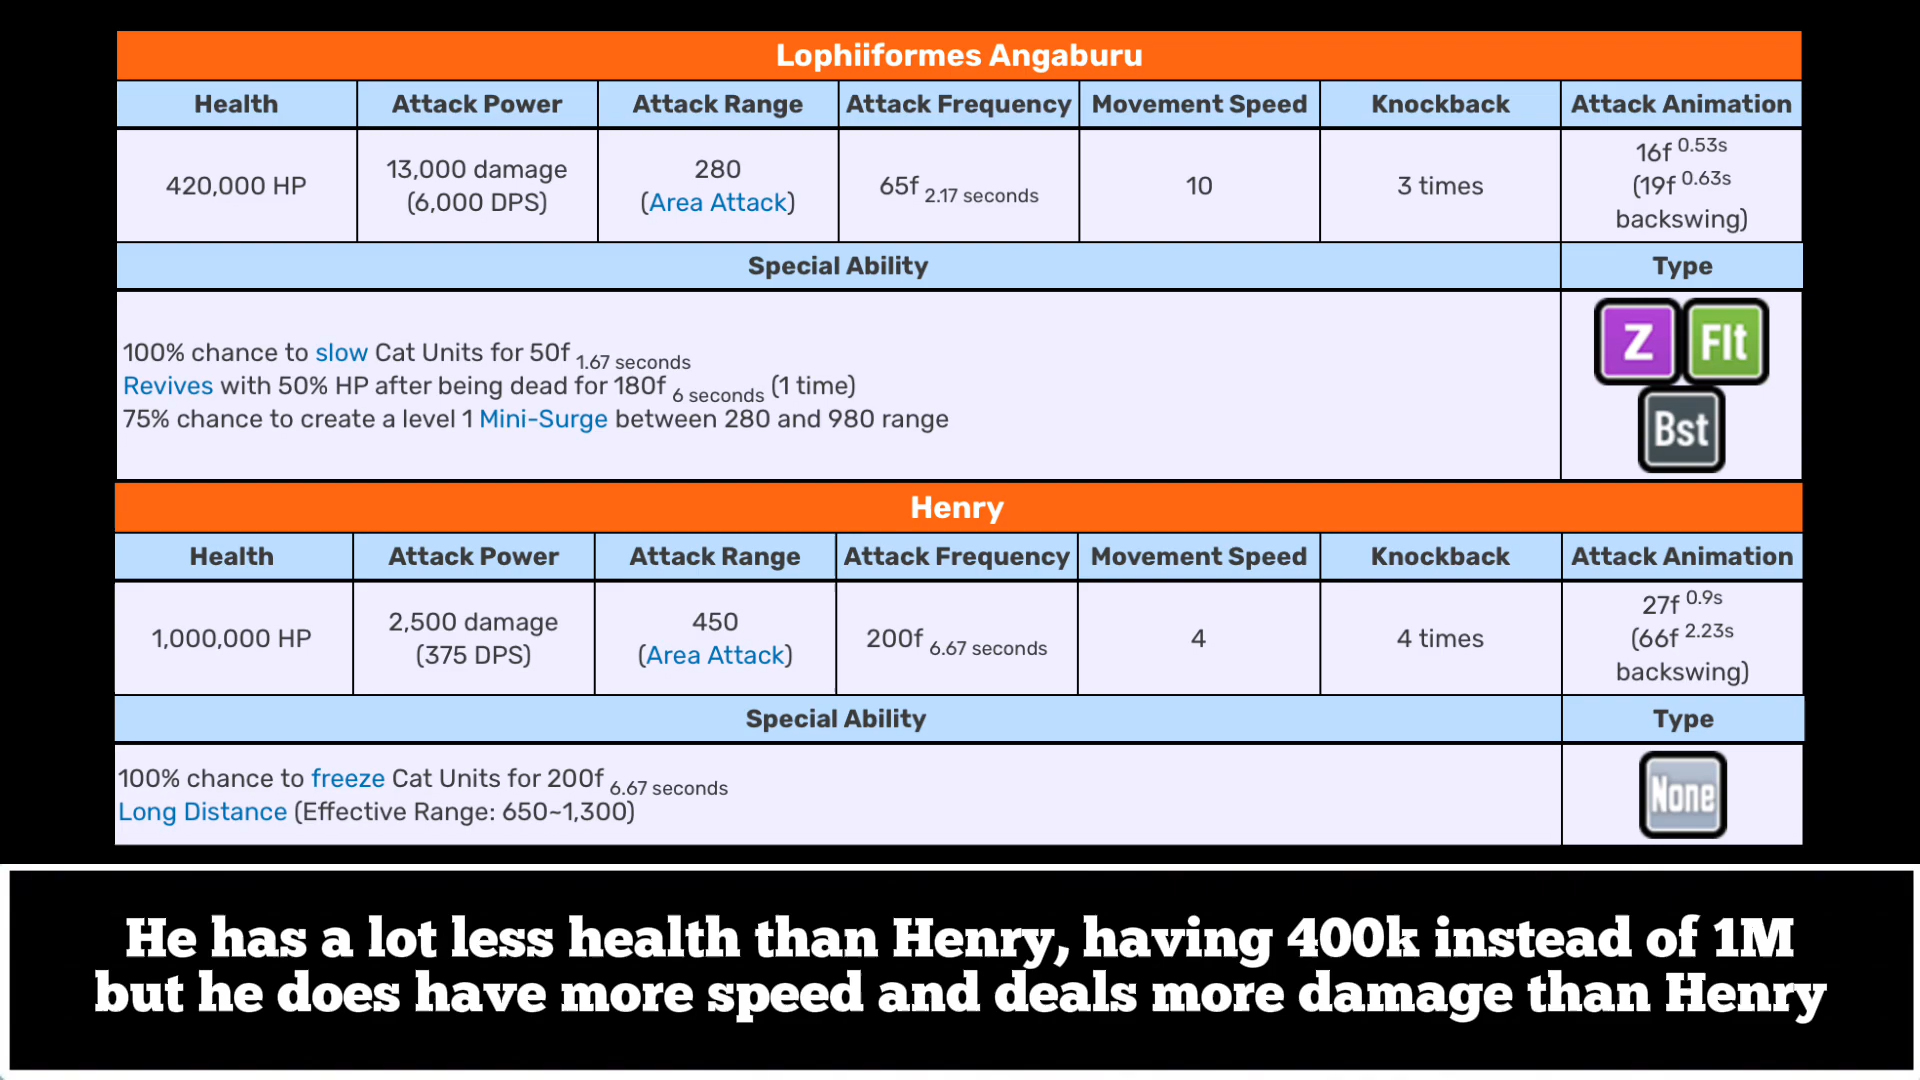 Lophiiformes Angaburu
Health Attack Power Attack Range Attack Frequency Movement Speed Knockback Attack Animation
420,000 HP
13,000 damage
(6,000 DPS)
280
(Area Attack)
65f 2.17 seconds
10
3 times
16f 0.53s
(19f 0.63s
backswing)
Special Ability Type
100% chance to slow Cat Units for 50f 1.67 seconds
Revives with 50% HP after being dead for 180f 6 seconds (1 time)
75% chance to create a level 1 Mini-Surge between 280 and 980 range
Z Flt
Bst
Henry
Health Attack Power Attack Range Attack Frequency Movement Speed Knockback Attack Animation
1,000,000 HP
2,500 damage
(375 DPS)
450
(Area Attack)
200f 6.67 seconds
4
4 times
27f 0.9s
(66f 2.23s
backswing)
Special Ability Type
100% chance to freeze Cat Units for 200f 6.67 seconds
Long Distance (Effective Range: 650~1,300)
None
He has a lot less health than Henry, having 400k instead of 1M
but he does have more speed and deals more damage than Henry